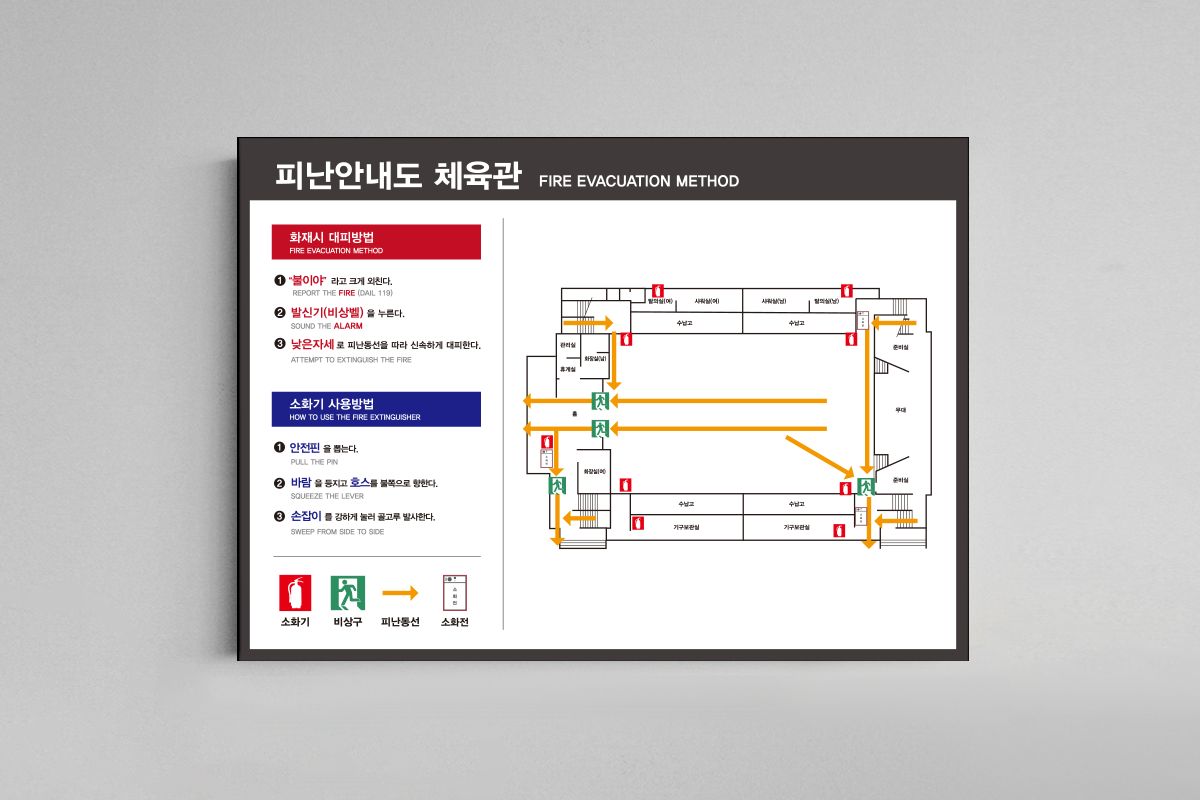 피난안내도 체육관 FIRE EVACUATION METHOD
화재시 대피방법
FIRE EVACUATION METHOD
❶ "불이야" 라고 크게 외친다.
REPORT THE FIRE (DAIL 119)
❷ 발신기(비상벨) 을 누른다.
SOUND THE ALARM
❸ 낮은자세 로 피난동선을 따라 신속하게 대피한다.
ATTEMPT TO EXTINGUISH THE FIRE
소화기 사용방법
HOW TO USE THE FIRE EXTINGUISHER
❶ 안전핀 을 뽑는다.
PULL THE PIN
❷ 바람 을 등지고 호스를 불쪽으로 향한다.
SQUEEZE THE LEVER
❸ 손잡이 를 강하게 눌러 골고루 발사한다.
SWEEP FROM SIDE TO SIDE
소화전
소화기 비상구 피난동선 소화전
탈의실(여) 샤워실(여) 샤워실(남) 탈의실(남)
수납고 수납고
관리실
화장실(남)
휴게실
홀
화장실(여)
준비실
무대
준비실
수납고 수납고
기구보관실 기구보관실